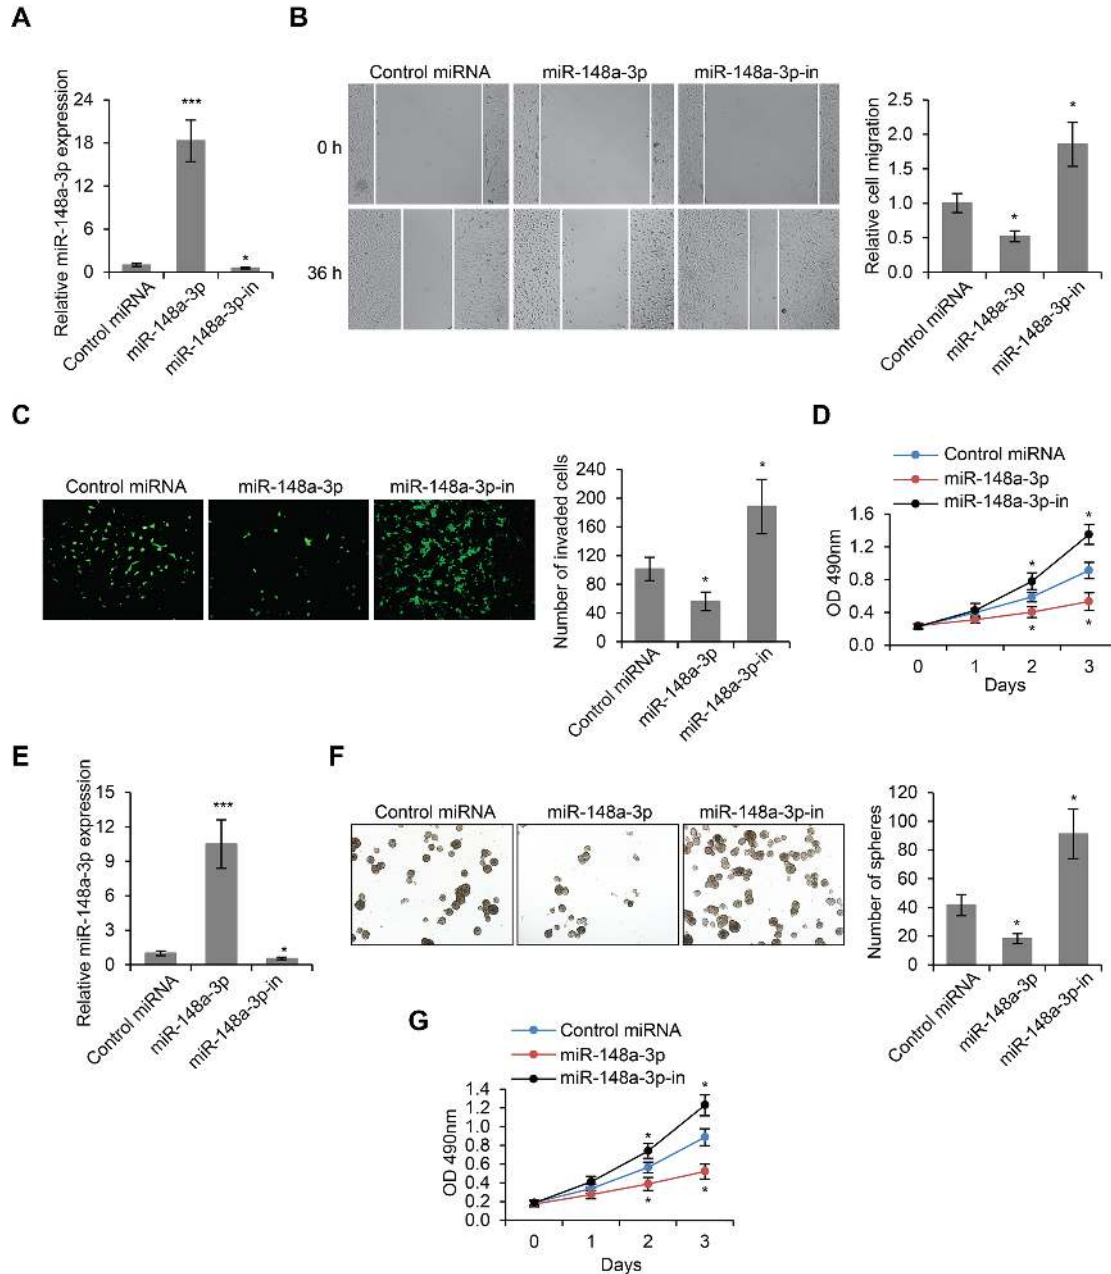 A
Relative miR-148a-3p expression
24
18
12
6
0
***
*
Control miRNA
miR-148a-3p
miR-148a-3p-in
B
Control miRNA miR-148a-3p miR-148a-3p-in
0 h
36 h
Relative cell migration
2.5
2.0
1.5
1.0
0.5
0.0
*
*
Control miRNA
miR-148a-3p
miR-148a-3p-in
C
Control miRNA miR-148a-3p miR-148a-3p-in
Number of invaded cells
240
200
160
120
80
40
0
*
*
Control miRNA
miR-148a-3p
miR-148a-3p-in
D
Control miRNA
miR-148a-3p
miR-148a-3p-in
OD 490nm
1.6
1.2
0.8
0.4
0.0
*
*
*
*
0 1 2 3
Days
E
Relative miR-148a-3p expression
15
12
9
6
3
0
***
*
Control miRNA
miR-148a-3p
miR-148a-3p-in
F
Control miRNA miR-148a-3p miR-148a-3p-in
Number of spheres
120
100
80
60
40
20
0
*
*
Control miRNA
miR-148a-3p
miR-148a-3p-in
G
Control miRNA
miR-148a-3p
miR-148a-3p-in
OD 490nm
1.4
1.2
1.0
0.8
0.6
0.4
0.2
0.0
*
*
*
*
0 1 2 3
Days